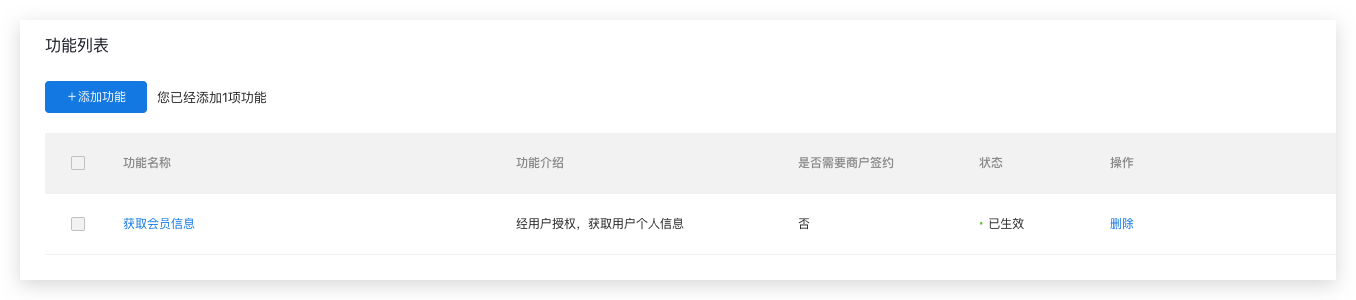 功能列表
+添加功能 您已经添加1项功能
功能名称 功能介绍 是否需要商户签约 状态 操作
获取会员信息 经用户授权，获取用户个人信息 否 已生效 删除